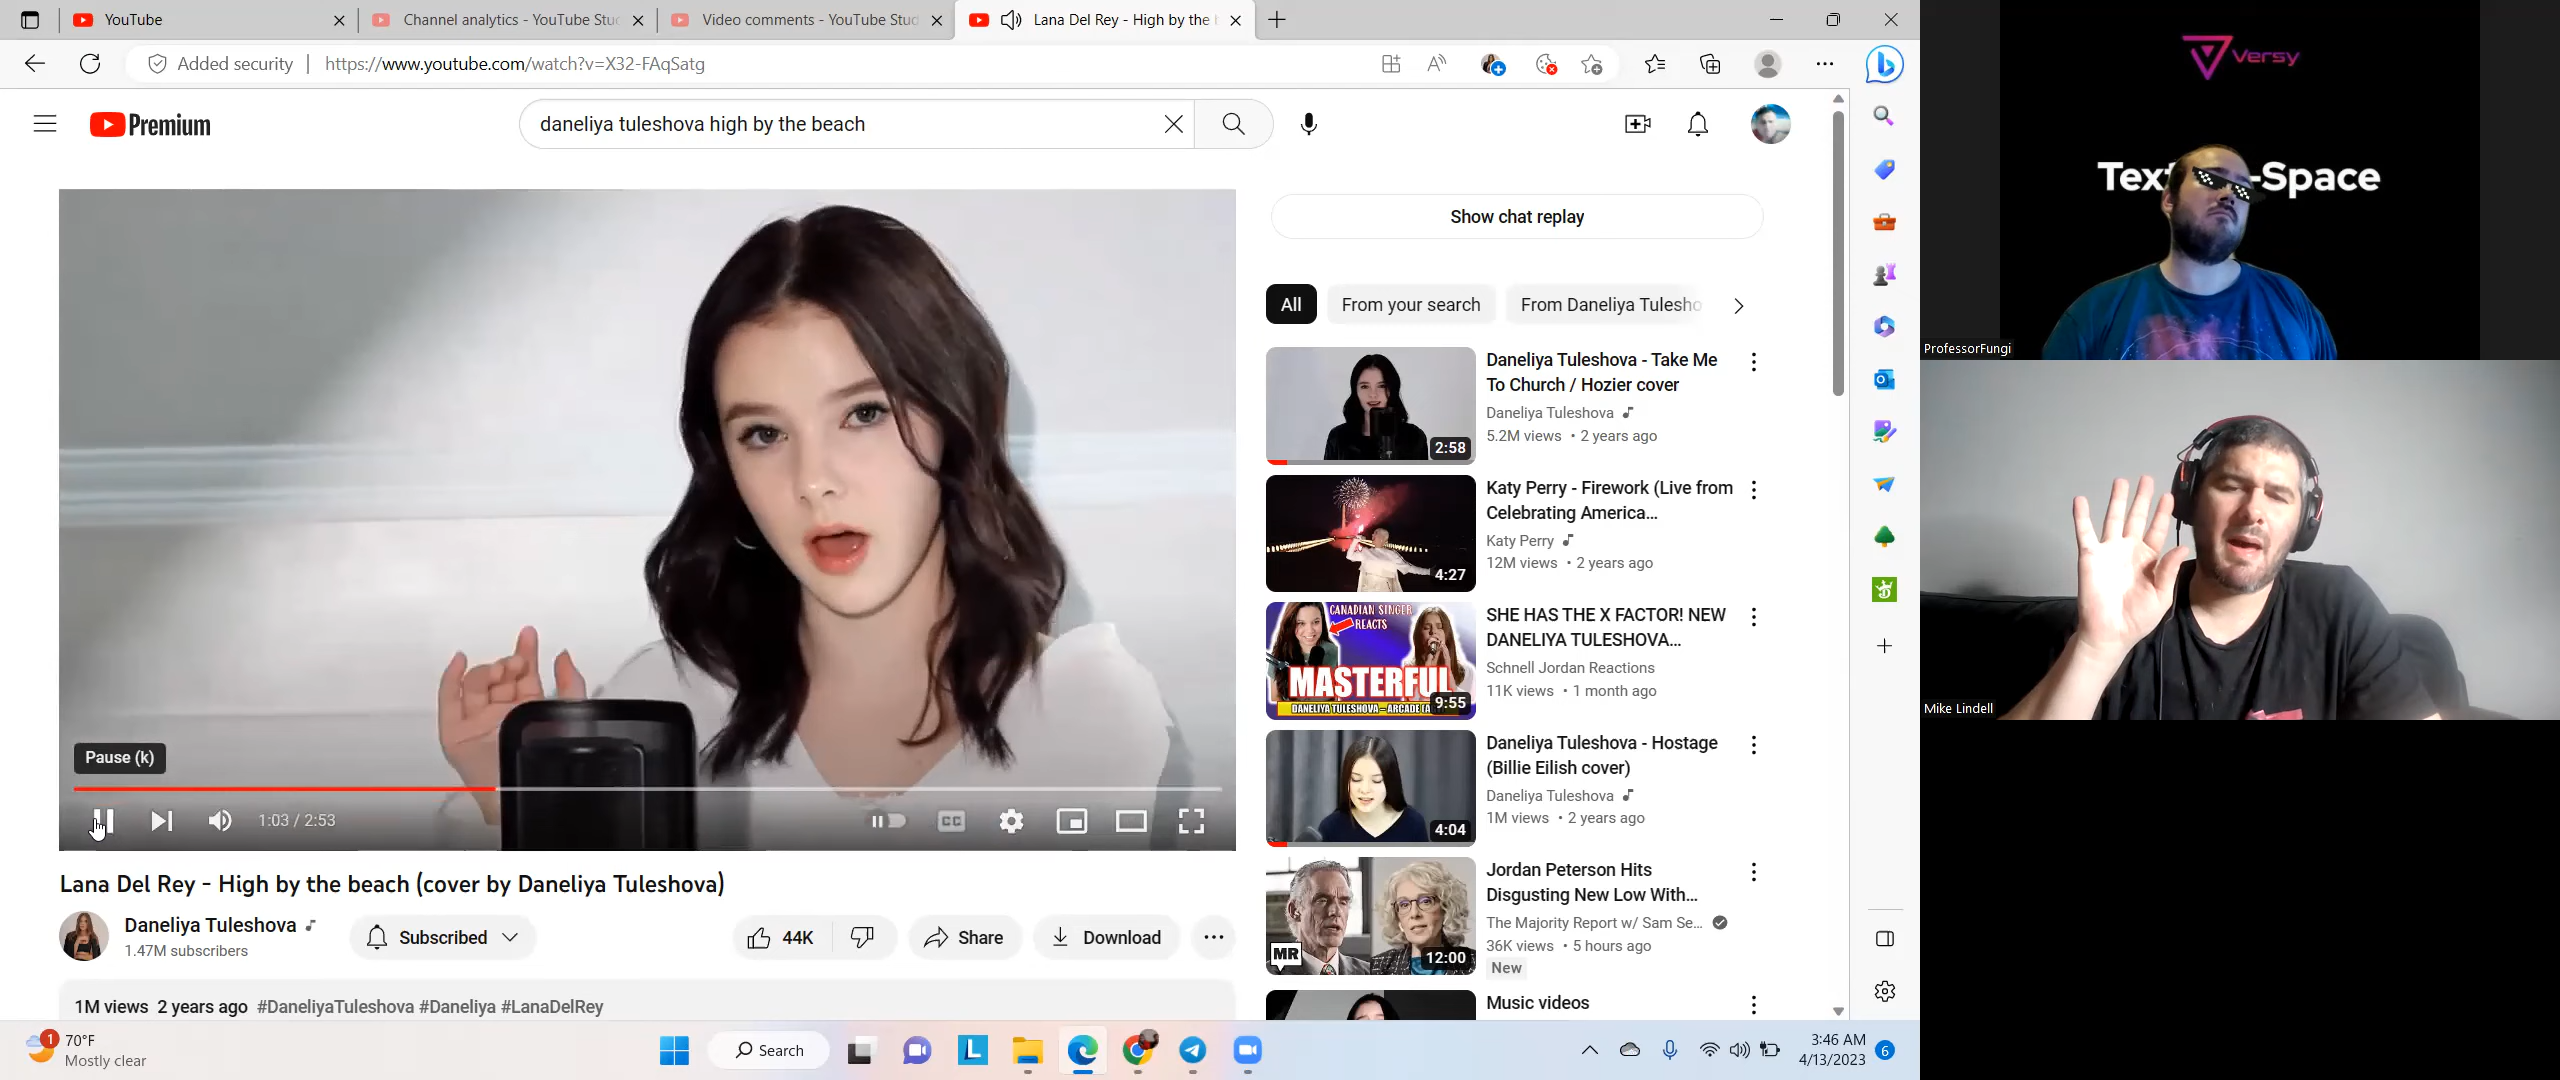 YouTube
Channel analytics - YouTube Stud
Video comments - YouTube Stud
Lana Del Rey - High by the b
Added security
https://www.youtube.com/watch?v=X32-FAqSatg
Premium
daneliya tuleshova high by the beach
Show chat replay
All
From your search
From Daneliya Tulesho
Daneliya Tuleshova - Take Me
To Church / Hozier cover
Daneliya Tuleshova
5.2M views • 2 years ago
2:58
Katy Perry - Firework (Live from
Celebrating America...
Katy Perry
12M views • 2 years ago
4:27
CANADIAN SINGER
REACTS
MASTERFUL
9:55
SHE HAS THE X FACTOR! NEW
DANELIYA TULESHOVA...
Schnell Jordan Reactions
11K views • 1 month ago
Daneliya Tuleshova - Hostage
(Billie Eilish cover)
Daneliya Tuleshova
1M views • 2 years ago
4:04
Jordan Peterson Hits
Disgusting New Low With...
The Majority Report w/ Sam Se...
36K views • 5 hours ago
New
MR
12:00
Music videos
Pause (k)
1:03 / 2:53
CC
Lana Del Rey - High by the beach (cover by Daneliya Tuleshova)
Daneliya Tuleshova
1.47M subscribers
Subscribed
44K
Share
Download
1M views 2 years ago #DaneliyaTuleshova #Daneliya #LanaDelRey
Versy
Tex -Space
ProfessorFungi
Mike Lindell
1
70°F
Mostly clear
Search
L
3:46 AM
4/13/2023
6